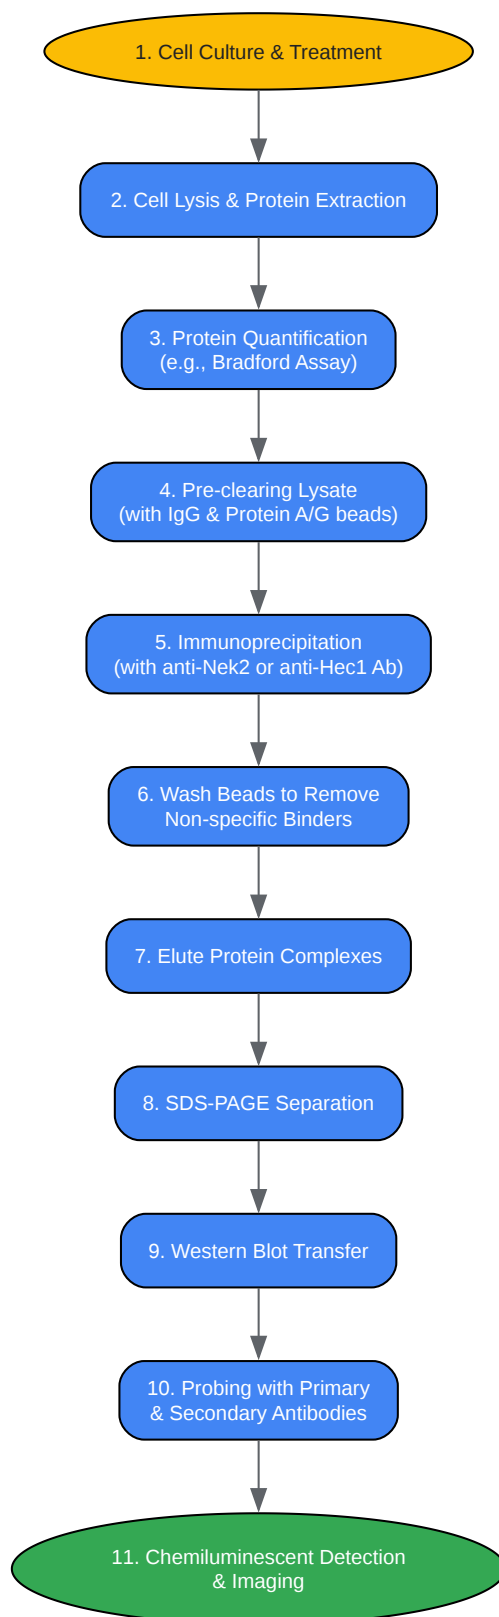 1. Cell Culture & Treatment
2. Cell Lysis & Protein Extraction
3. Protein Quantification
(e.g., Bradford Assay)
4. Pre-clearing Lysate
(with IgG & Protein A/G beads)
5. Immunoprecipitation
(with anti-Nek2 or anti-Hec1 Ab)
6. Wash Beads to Remove
Non-specific Binders
7. Elute Protein Complexes
8. SDS-PAGE Separation
9. Western Blot Transfer
10. Probing with Primary
& Secondary Antibodies
11. Chemiluminescent Detection
& Imaging